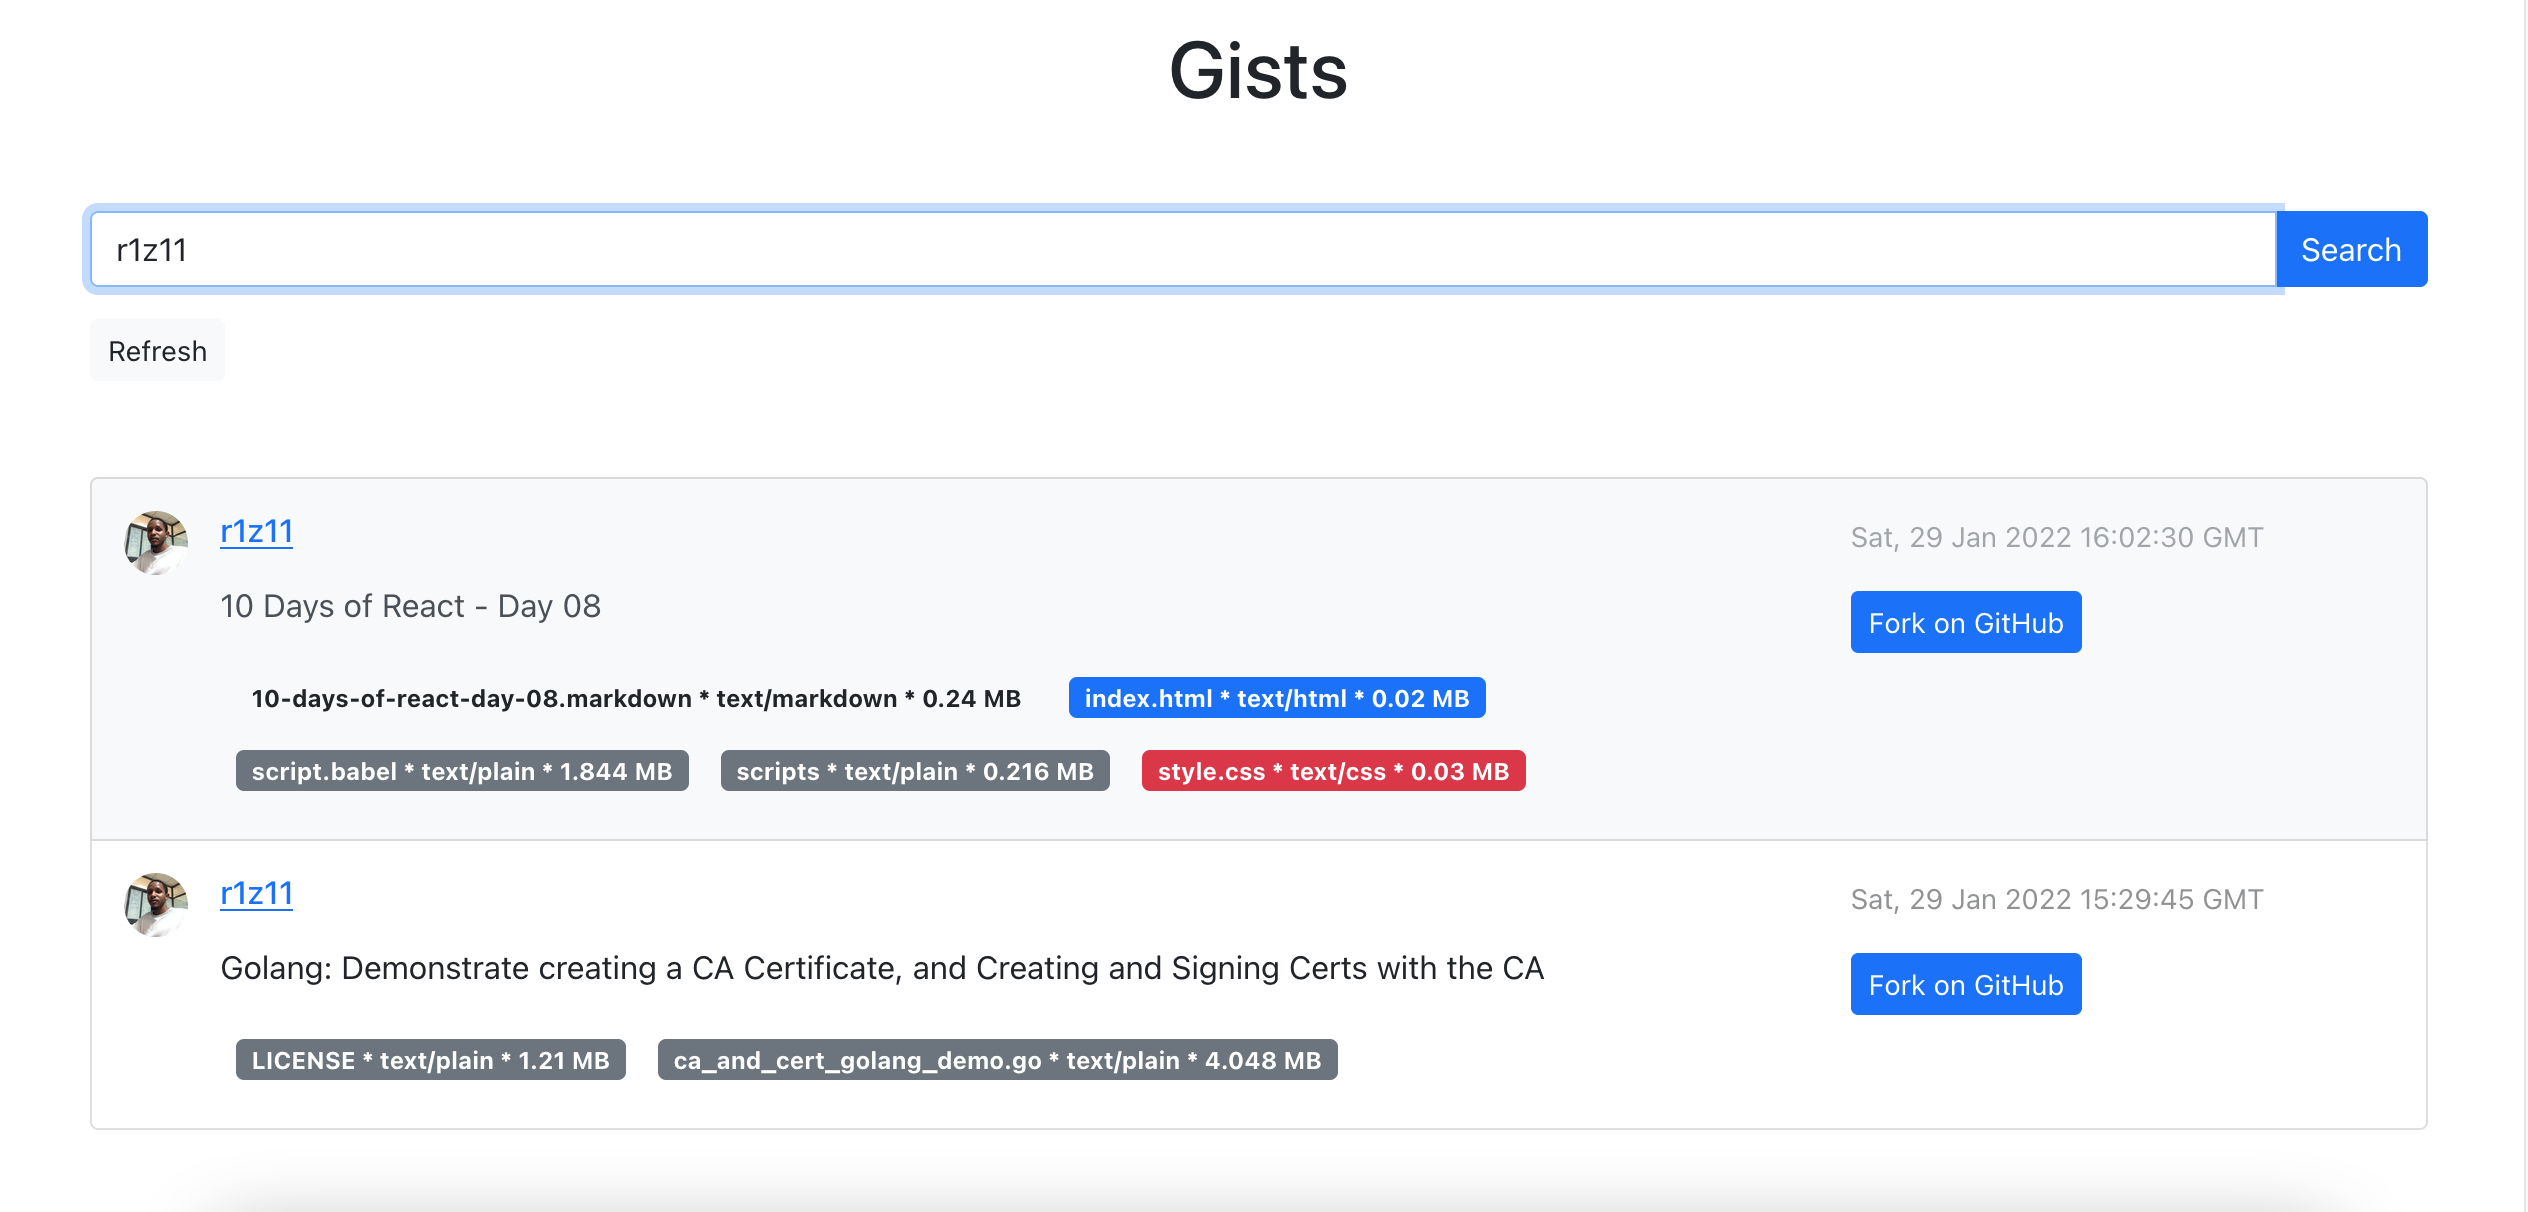 Gists
r1z11
Search
Refresh
r1z11
Sat, 29 Jan 2022 16:02:30 GMT
10 Days of React - Day 08
Fork on GitHub
10-days-of-react-day-08.markdown * text/markdown * 0.24 MB
index.html * text/html * 0.02 MB
script.babel * text/plain * 1.844 MB
scripts * text/plain * 0.216 MB
style.css * text/css * 0.03 MB
r1z11
Sat, 29 Jan 2022 15:29:45 GMT
Golang: Demonstrate creating a CA Certificate, and Creating and Signing Certs with the CA
Fork on GitHub
LICENSE * text/plain * 1.21 MB
ca_and_cert_golang_demo.go * text/plain * 4.048 MB